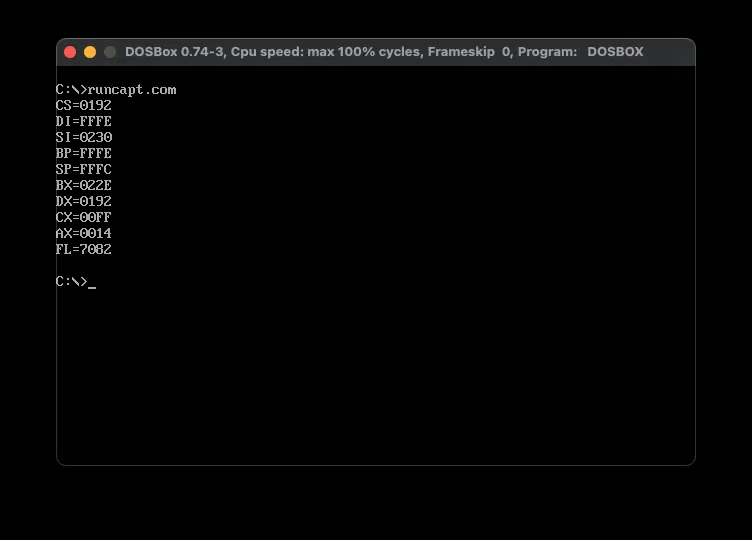 DOSBox 0.74-3, Cpu speed: max 100% cycles, Frameskip 0, Program: DOSBOX
C:\>runcapt.com
CS=0192
DI=FFFE
SI=0230
BP=FFFE
SP=FFFC
BX=022E
DX=0192
CX=00FF
AX=0014
FL=7082
C:\>_